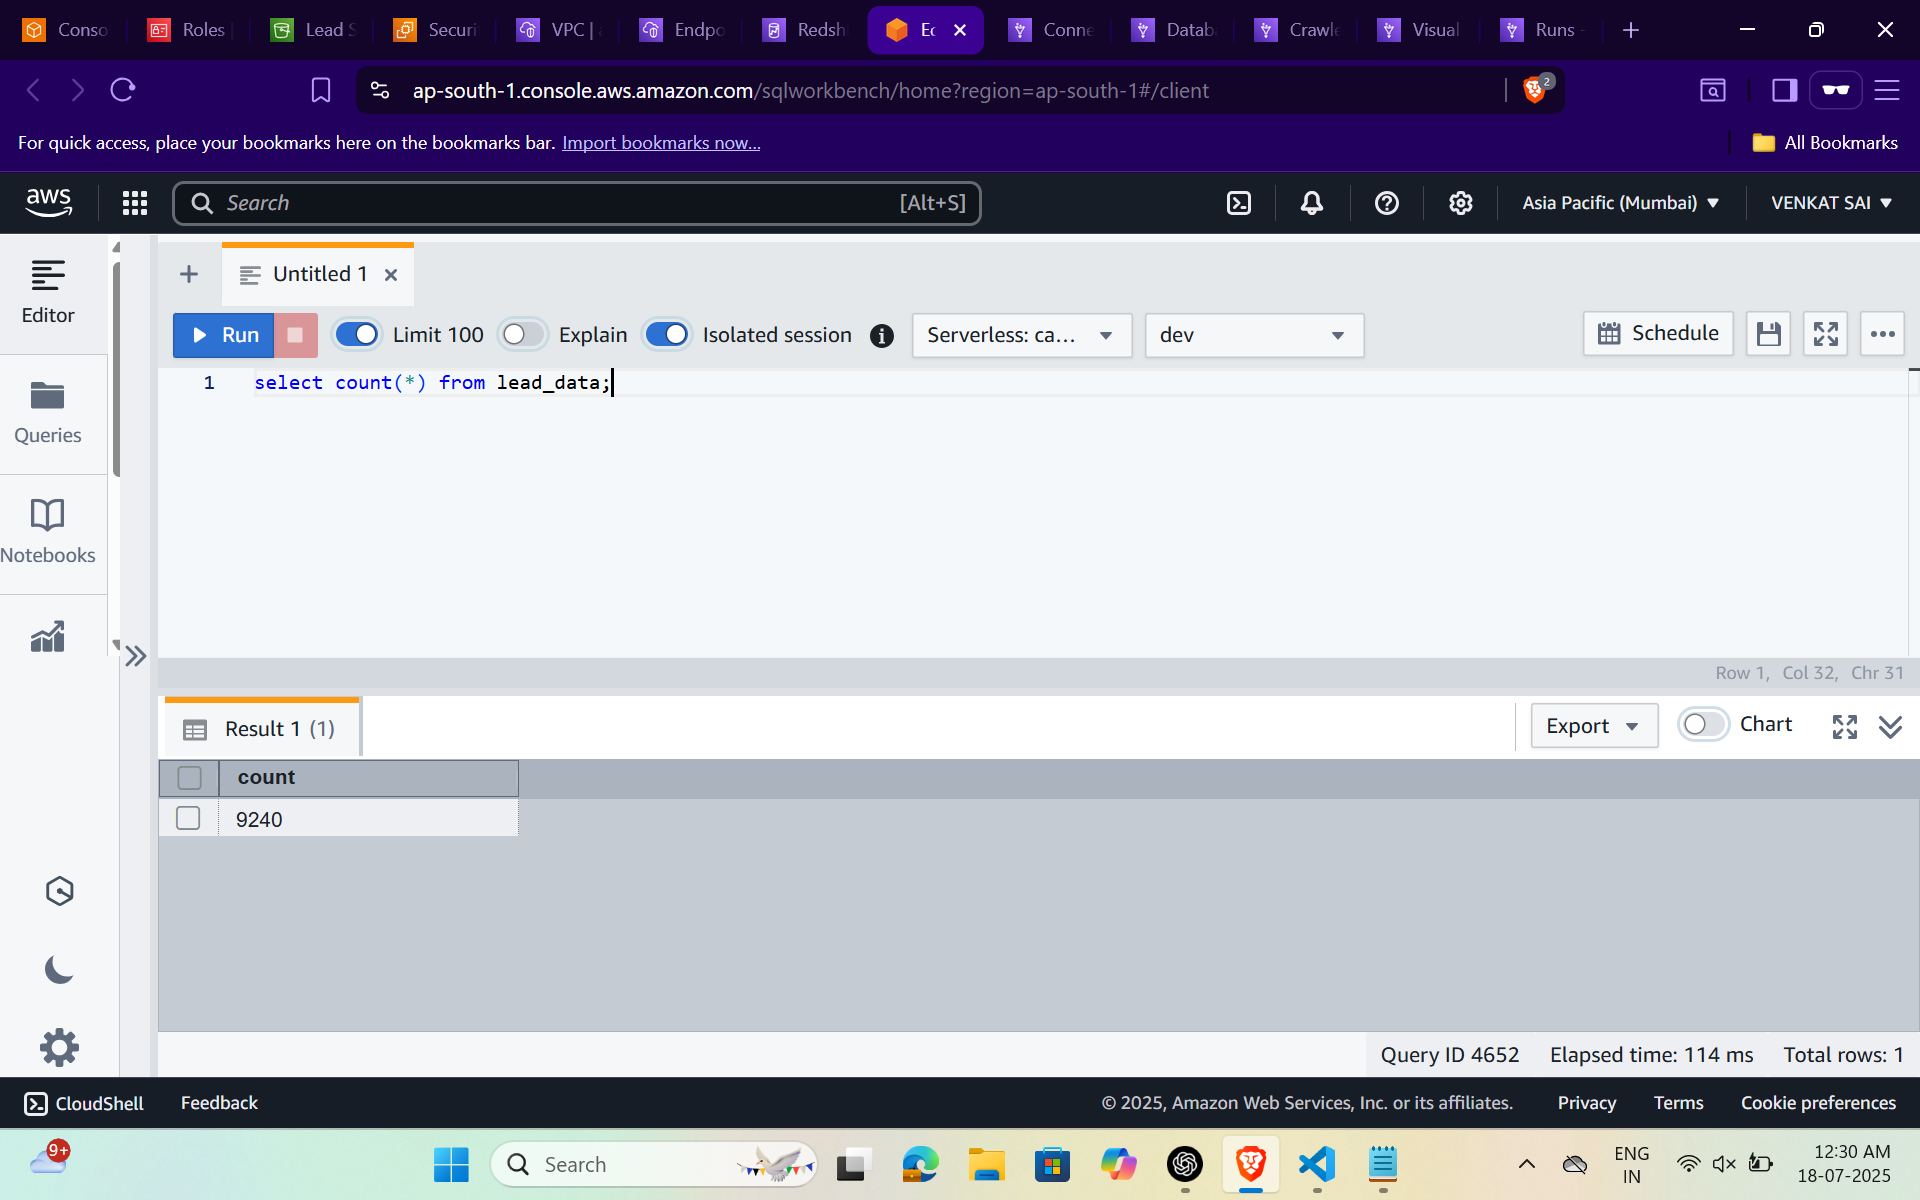 Conso
Roles
Lead S
Securi
VPC |
Endpo
Redsh
Ec
Conne
Datab
Crawle
Visual
Runs
ap-south-1.console.aws.amazon.com/sqlworkbench/home?region=ap-south-1#/client
2
For quick access, place your bookmarks here on the bookmarks bar. Import bookmarks now...
All Bookmarks
aws
Search
[Alt+S]
Asia Pacific (Mumbai)
VENKAT SAI
Editor
Queries
Notebooks
Untitled 1
Run
Limit 100
Explain
Isolated session
Serverless: ca...
dev
Schedule
1 select count(*) from lead_data;
Row 1, Col 32, Chr 31
Result 1 (1)
Export
Chart
count
9240
Query ID 4652 Elapsed time: 114 ms Total rows: 1
CloudShell
Feedback
© 2025, Amazon Web Services, Inc. or its affiliates.
Privacy
Terms
Cookie preferences
9+
Search
ENG
IN
12:30 AM
18-07-2025